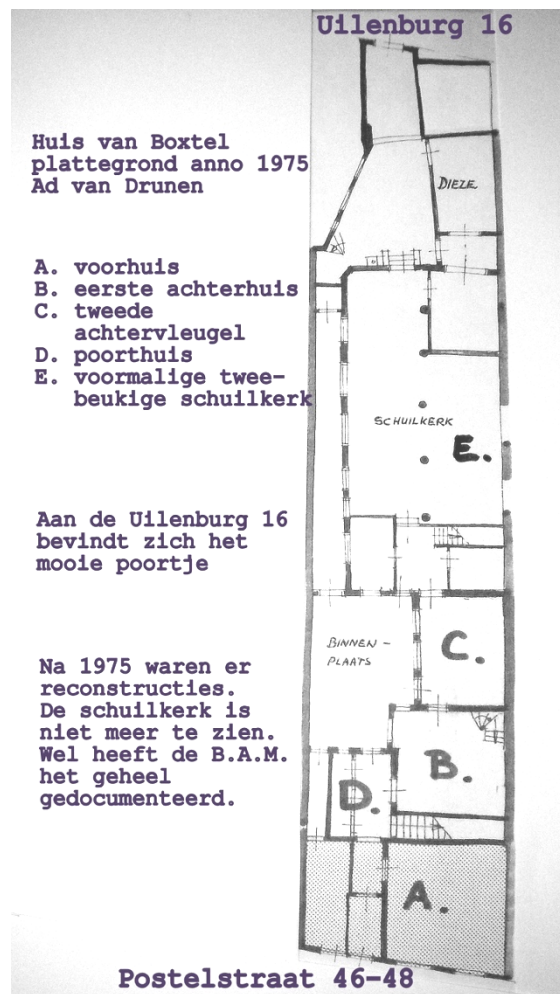 Uilenburg 16
Huis van Boxtel
plattegrond anno 1975
Ad van Drunen
DIEZE
A. voorhuis
B. eerste achterhuis
C. tweede
achtervleugel
D. poorthuis
E. voormalige twee-
beukige schuilkerk
SCHUILKERK
E.
Aan de Uilenburg 16
bevindt zich het
mooie poortje
BINNEN-
PLAATS
C.
Na 1975 waren er
reconstructies.
De schuilkerk is
niet meer te zien.
Wel heeft de B.A.M.
het geheel
gedocumenteerd.
B.
D.
A.
Postelstraat 46-48